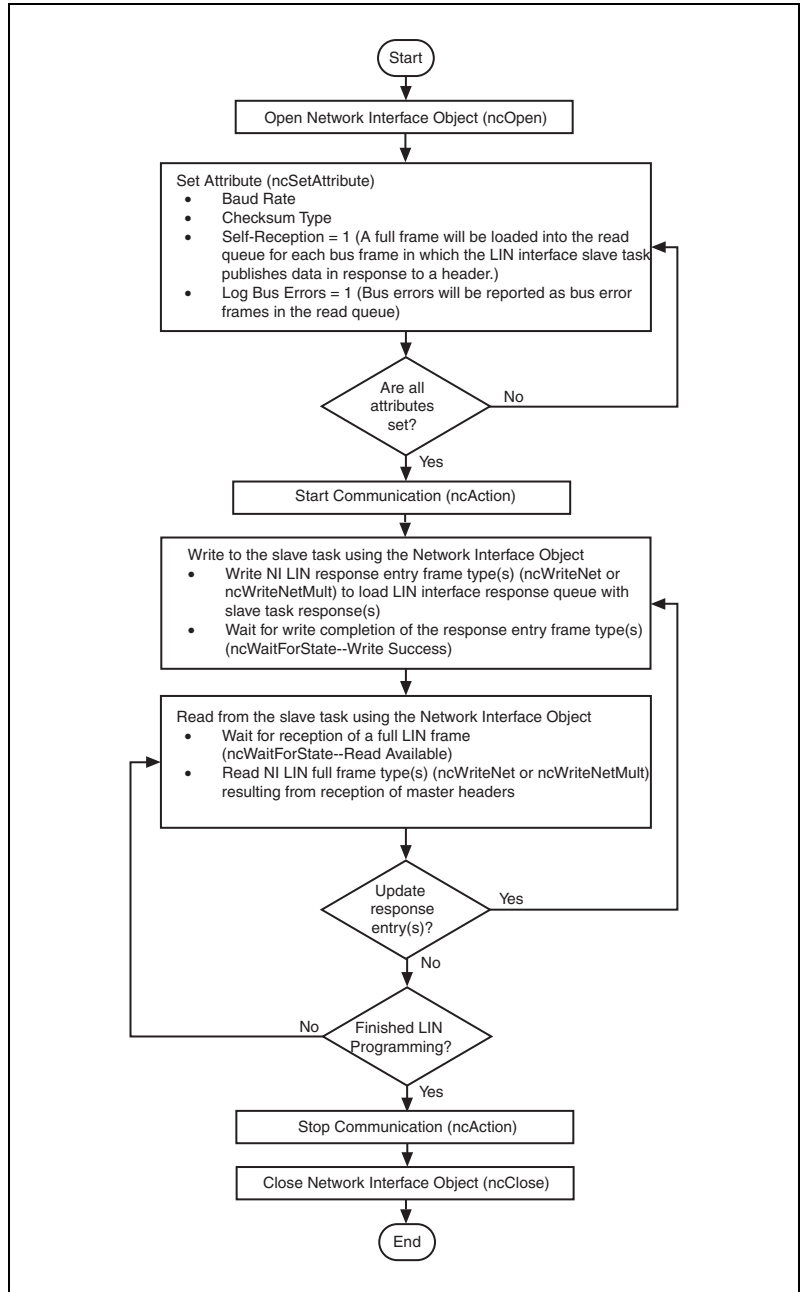 Start
Open Network Interface Object (ncOpen)
Set Attribute (ncSetAttribute)
• Baud Rate
• Checksum Type
• Self-Reception = 1 (A full frame will be loaded into the read
queue for each bus frame in which the LIN interface slave task
publishes data in response to a header.)
• Log Bus Errors = 1 (Bus errors will be reported as bus error
frames in the read queue)
Are all
attributes
set?
No
Yes
Start Communication (ncAction)
Write to the slave task using the Network Interface Object
• Write NI LIN response entry frame type(s) (ncWriteNet or
ncWriteNetMult) to load LIN interface response queue with
slave task response(s)
• Wait for write completion of the response entry frame type(s)
(ncWaitForState--Write Success)
Read from the slave task using the Network Interface Object
• Wait for reception of a full LIN frame
(ncWaitForState--Read Available)
• Read NI LIN full frame type(s) (ncWriteNet or ncWriteNetMult)
resulting from reception of master headers
Update
response
entry(s)?
Yes
No
Finished LIN
Programming?
No
Yes
Stop Communication (ncAction)
Close Network Interface Object (ncClose)
End